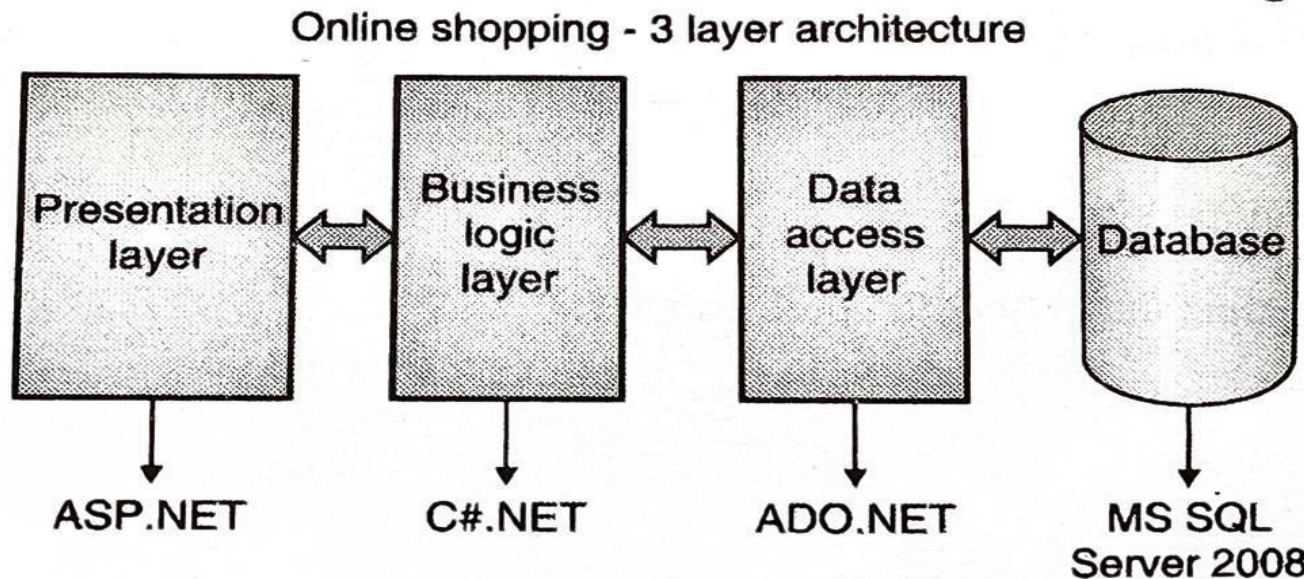 Online shopping - 3 layer architecture
Presentation
layer
Business
logic
layer
Data
access
layer
Database
ASP.NET
C#.NET
ADO.NET
MS SQL
Server 2008